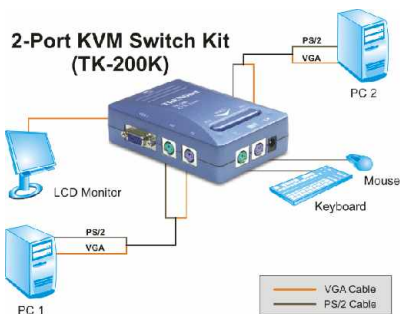 2-Port KVM Switch Kit
(TK-200K)
PS/2
VGA
PC 2
TRENDnet
LCD Monitor
Mouse
Keyboard
PS/2
VGA
PC 1
VGA Cable
PS/2 Cable